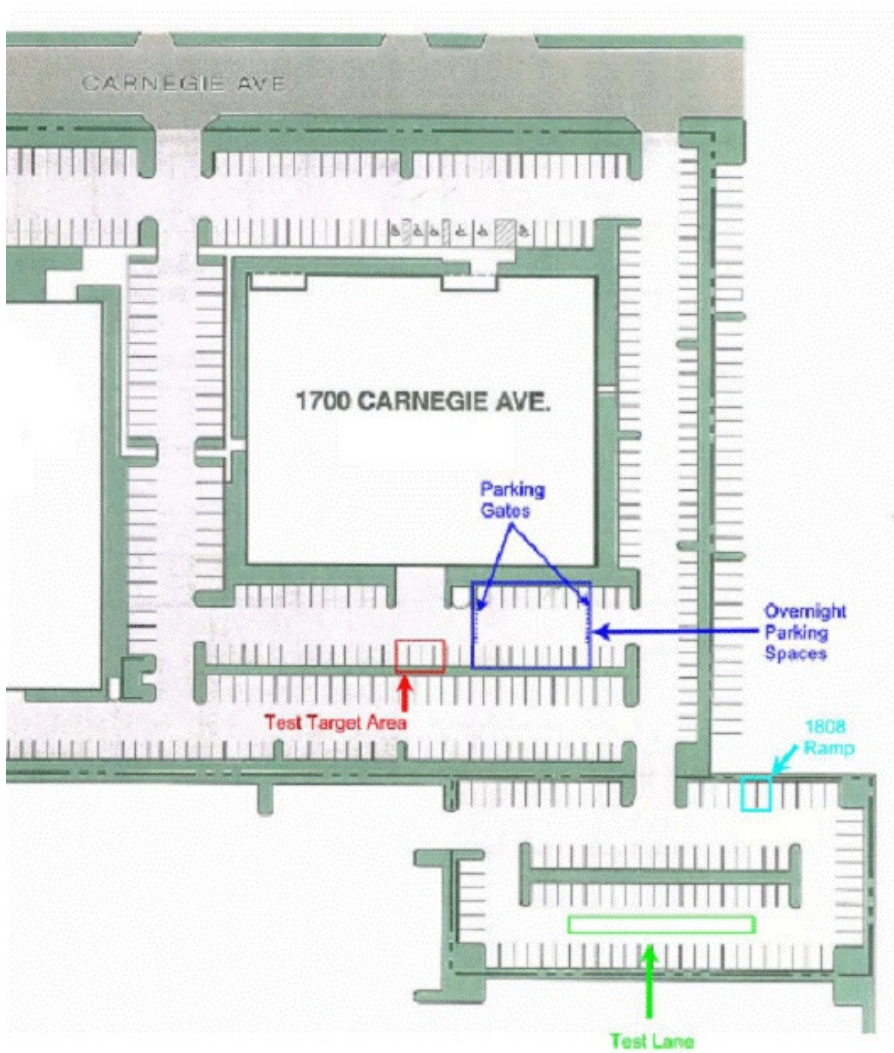 CARNEGIE AVE
1700 CARNEGIE AVE.
Parking
Gates
Overnight
Parking
Spaces
Test Target Area
1808
Ramp
Test Lane